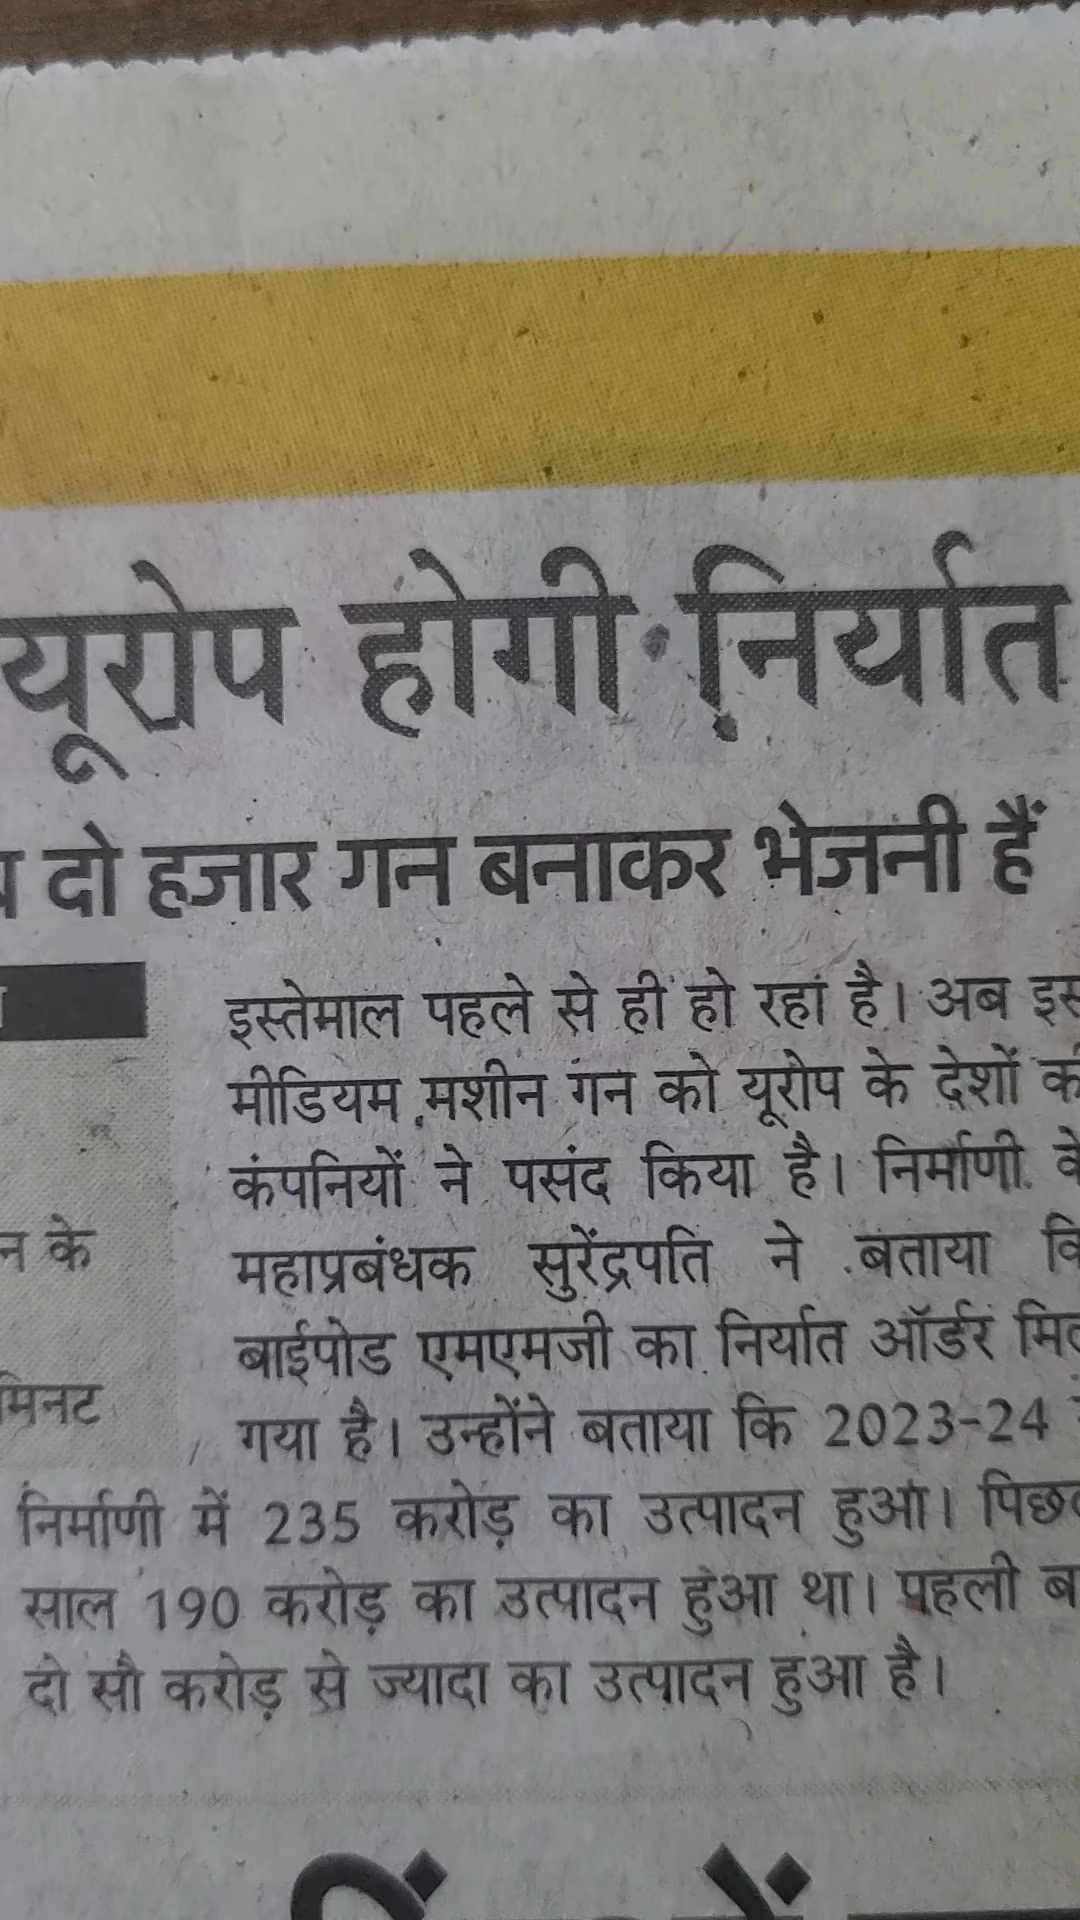 यूरोप होगी निर्यात
दो हजार गन बनाकर भेजनी हैं
इस्तेमाल पहले से ही हो रहा है। अब इस
मीडियम मशीन गन को यूरोप के देशों की
कंपनियों ने पसंद किया है। निर्माणी के
महाप्रबंधक सुरेंद्रपति ने बताया कि
बाईपोड एमएमजी का निर्यात ऑर्डर मिल
गया है। उन्होंने बताया कि 2023-24
निर्माणी में 235 करोड़ का उत्पादन हुआ।
साल 190 करोड़ का उत्पादन हुआ था। पहली
दो सौ करोड़ से ज्यादा का उत्पादन हुआ है।
न के
मिनट